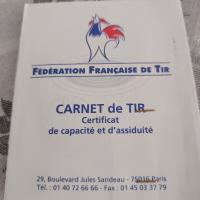 FÉDÉRATION FRANÇAISE DE TIR
CARNET de TIR
Certificat
de capacité et d'assiduité
29, Boulevard Jules Sandeau - 75016 Paris
Tél. : 01 40 72 66 66 - Fax : 01 45 03 37 79